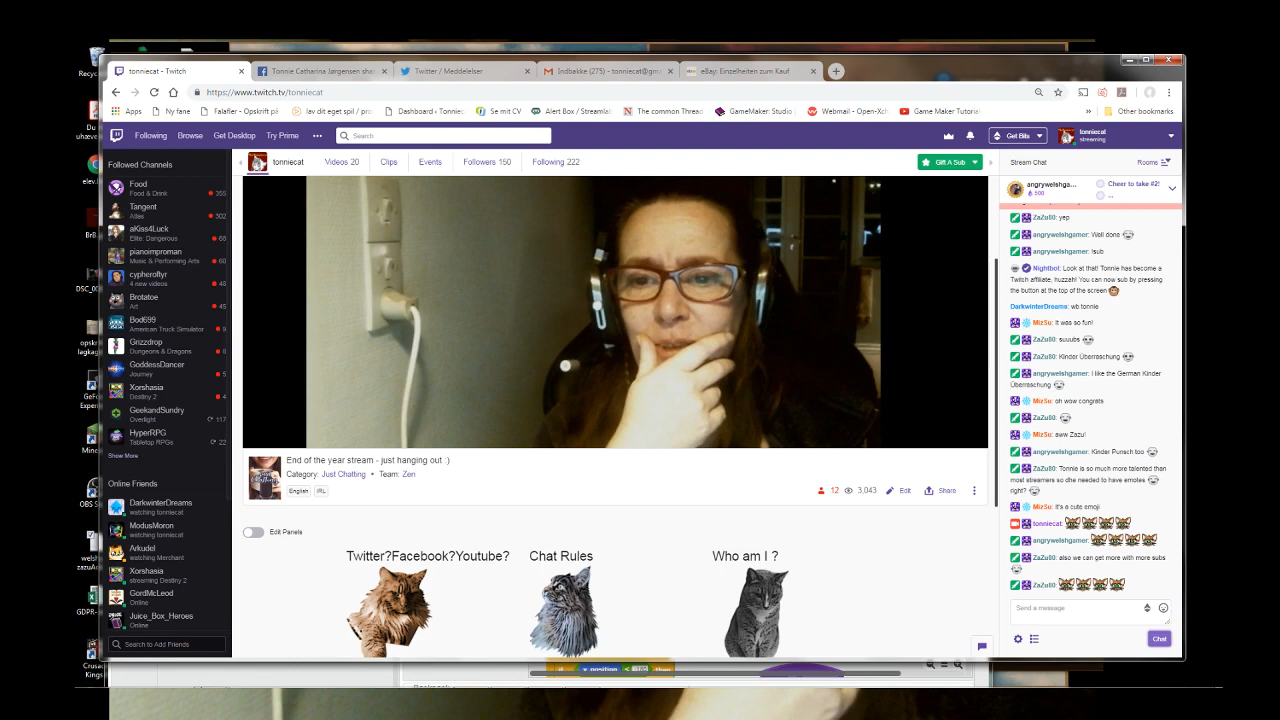 tonniecat - Twitch
Tonnie Catharina Jørgensen sha
Twitter / Meddelelser
Indbakke (275) - tonniecat@gm
eBay: Einzelheiten zum Kauf
https://www.twitch.tv/tonniecat
Apps
Ny fane
Falafler - Opskrift på
lav dit eget spil / pro
Dashboard ‹ Tonniec
Se mit CV
Alert Box / Streamlab
The common Thread
GameMaker: Studio |
Webmail - Open-Xch
Game Maker Tutorial
Other bookmarks
Following
Browse
Get Desktop
Try Prime
Search
Get Bits
tonniecat
streaming
Followed Channels
Food
Food & Drink
355
Tangent
Atlas
302
aKiss4Luck
Elite: Dangerous
68
pianoimproman
Music & Performing Arts
60
cypheroftyr
4 new videos
48
Brotatoe
Art
45
Bod699
American Truck Simulator
9
Grizzdrop
Dungeons & Dragons
8
GoddessDancer
Journey
5
Xorshasia
Destiny 2
4
GeekandSundry
Overlight
117
HyperRPG
Tabletop RPGs
22
Show More
Online Friends
DarkwinterDreams
watching tonniecat
ModusMoron
watching tonniecat
Arkudel
watching Merchant
Xorshasia
streaming Destiny 2
GordMcLeod
Online
Juice_Box_Heroes
Online
Search to Add Friends
tonniecat
Videos 20
Clips
Events
Followers 150
Following 222
Gift A Sub
End of the year stream - just hanging out :)
Category: Just Chatting • Team: Zen
English
IRL
12
3,043
Edit
Share
Edit Panels
Twitter?Facebook?Youtube?
Chat Rules
Who am I ?
Stream Chat
Rooms
angrywelshga...
500
Cheer to take #2!
...
ZaZu80: yep
angrywelshgamer: Well done
angrywelshgamer: !sub
Nightbot: Look at that! Tonnie has become a
Twitch affiliate, huzzah! You can now sub by pressing
the button at the top of the screen
DarkwinterDreams: wb tonnie
MizSu: It was so fun!
ZaZu80: suuubs
ZaZu80: Kinder Überraschung
angrywelshgamer: I like the German Kinder
Überraschung
MizSu: oh wow congrats
ZaZu80:
MizSu: aww Zazu!
angrywelshgamer: Kinder Punsch too
ZaZu80: Tonnie is so much more talented than
most streamers so dhe needed to have emotes
right?
MizSu: It's a cute emoji
tonniecat:
angrywelshgamer:
ZaZu80: also we can get more with more subs
ZaZu80:
Send a message
Chat